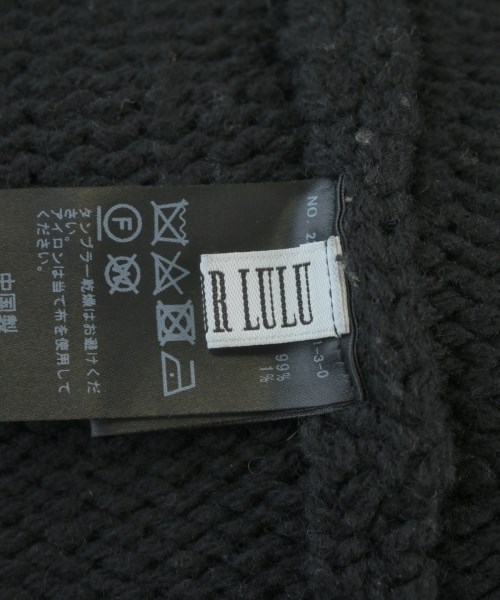 OR LULU
NO. 2
1-3-0
99%
1%
F
タンブラー乾燥はお避けくだ
さい。
アイロンは当て布を使用して
ください。
中国製